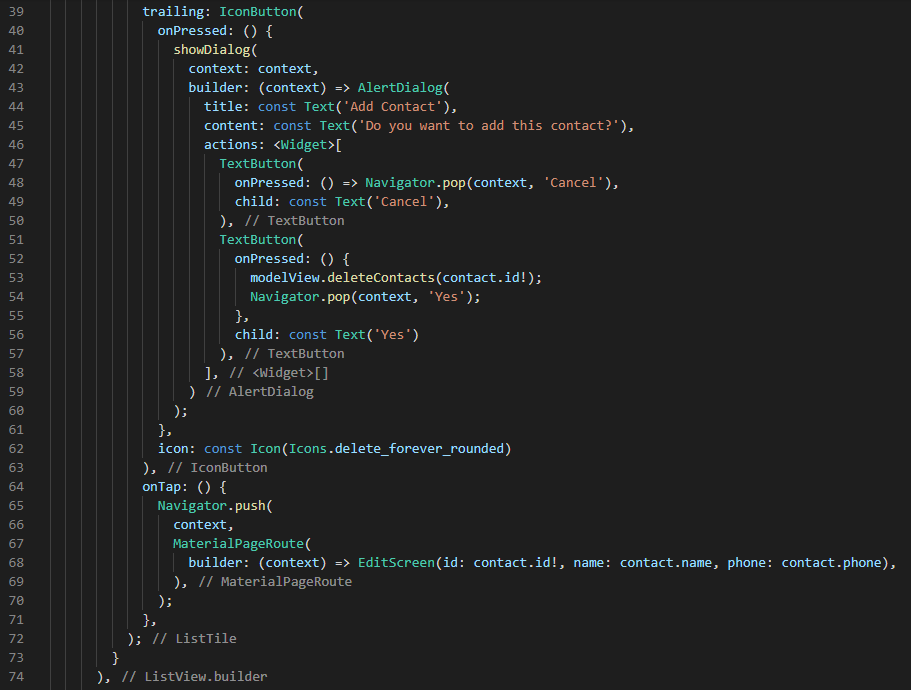 39 trailing: IconButton(
40 onPressed: () {
41 showDialog(
42 context: context,
43 builder: (context) => AlertDialog(
44 title: const Text('Add Contact'),
45 content: const Text('Do you want to add this contact?'),
46 actions: <Widget>[
47 TextButton(
48 onPressed: () => Navigator.pop(context, 'Cancel'),
49 child: const Text('Cancel'),
50 ), // TextButton
51 TextButton(
52 onPressed: () {
53 modelView.deleteContacts(contact.id!);
54 Navigator.pop(context, 'Yes');
55 },
56 child: const Text('Yes')
57 ), // TextButton
58 ], // <Widget>[]
59 ) // AlertDialog
60 );
61 },
62 icon: const Icon(Icons.delete_forever_rounded)
63 ), // IconButton
64 onTap: () {
65 Navigator.push(
66 context,
67 MaterialPageRoute(
68 builder: (context) => EditScreen(id: contact.id!, name: contact.name, phone: contact.phone),
69 ), // MaterialPageRoute
70 );
71 },
72 ); // ListTile
73 }
74 ), // ListView.builder